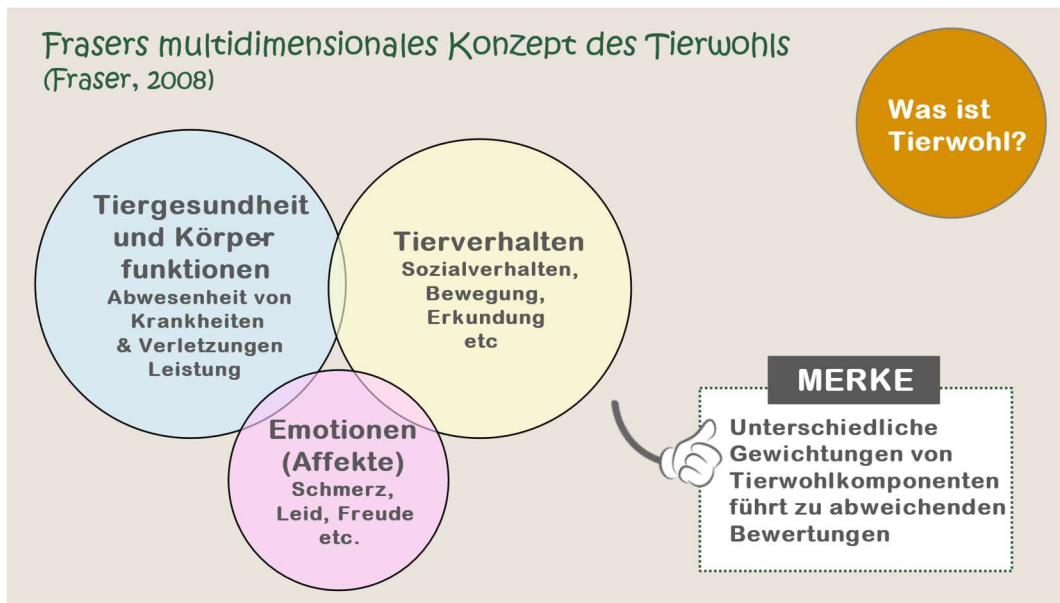 Frasers multidimensionales Konzept des Tierwohls
(Fraser, 2008)
Was ist
Tierwohl?
Tiergesundheit
und Körper
funktionen
Abwesenheit von
Krankheiten
& Verletzungen
Leistung
Tierverhalten
Sozialverhalten,
Bewegung,
Erkundung
etc
Emotionen
(Affekte)
Schmerz,
Leid, Freude
etc.
MERKE
Unterschiedliche
Gewichtungen von
Tierwohlkomponenten
führt zu abweichenden
Bewertungen